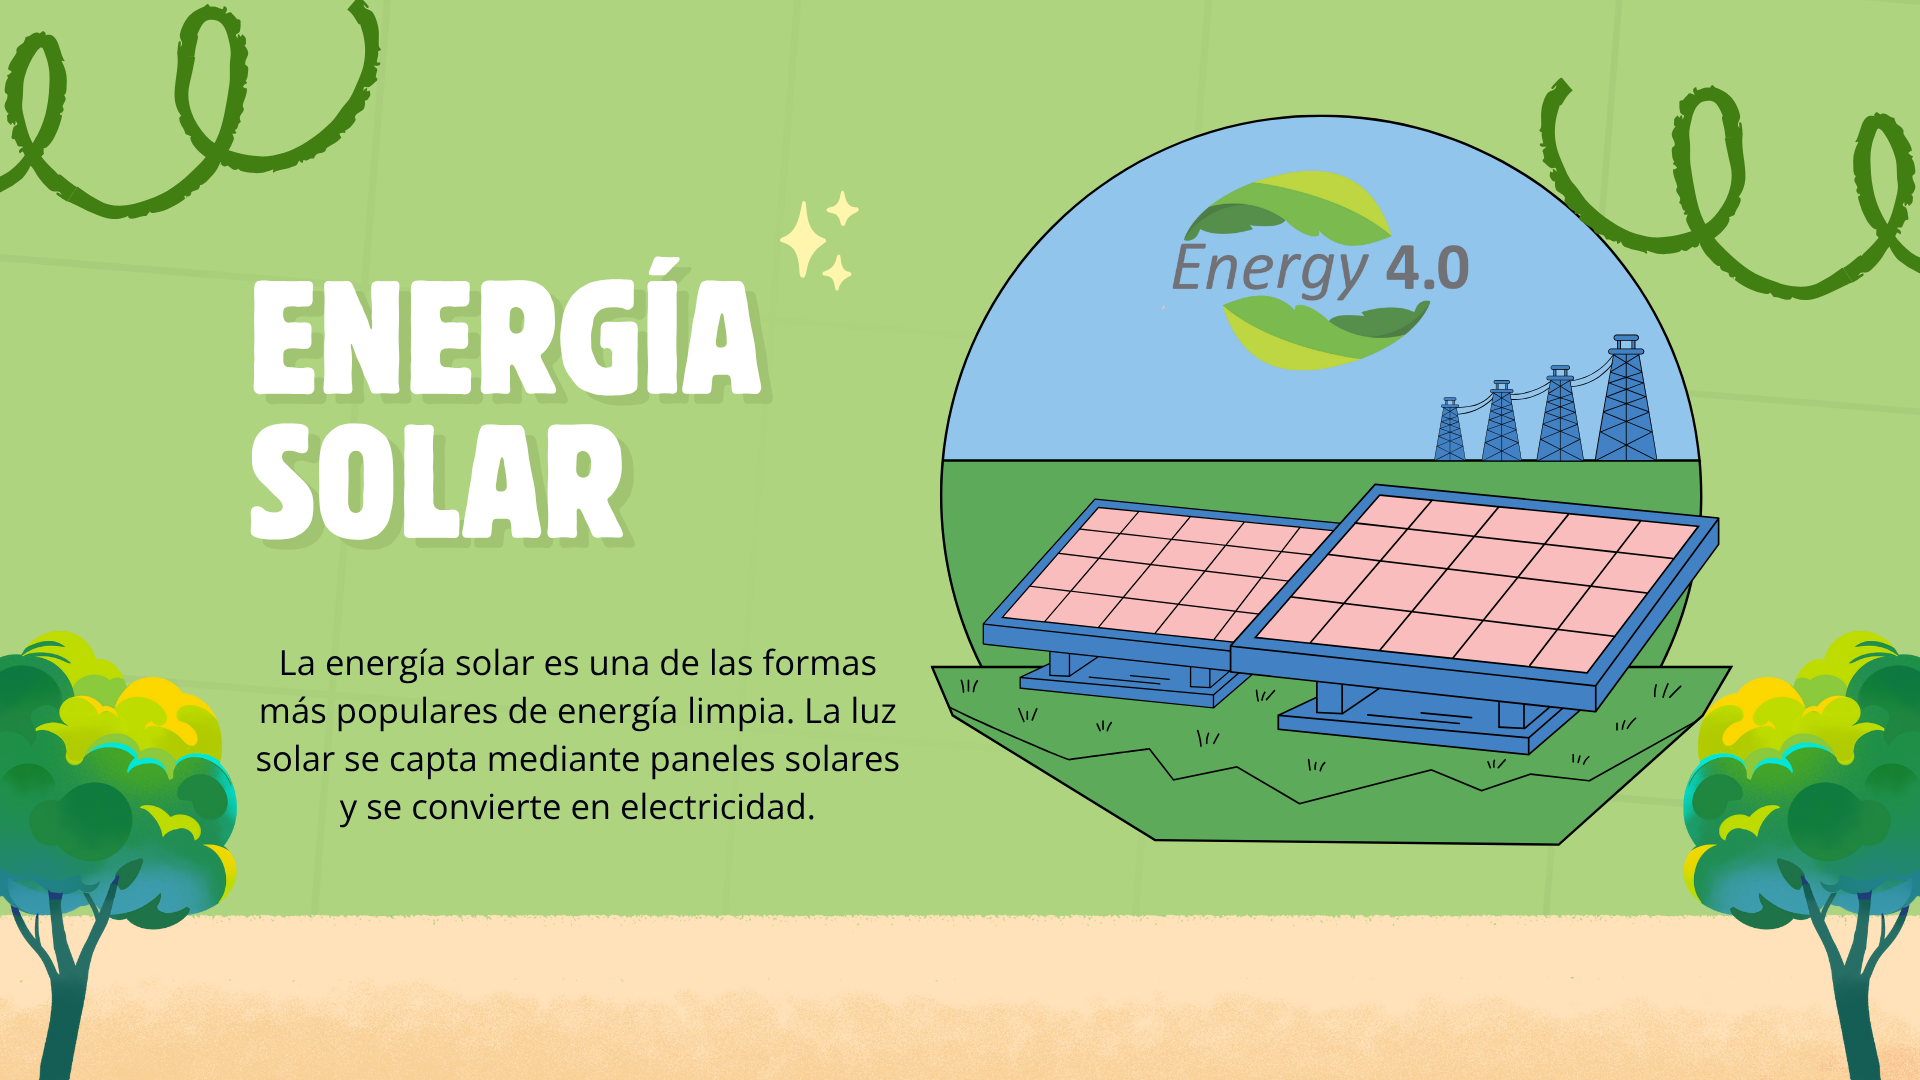 ENERGÍA
SOLAR
La energía solar es una de las formas
más populares de energía limpia. La luz
solar se capta mediante paneles solares
y se convierte en electricidad.
Energy 4.0